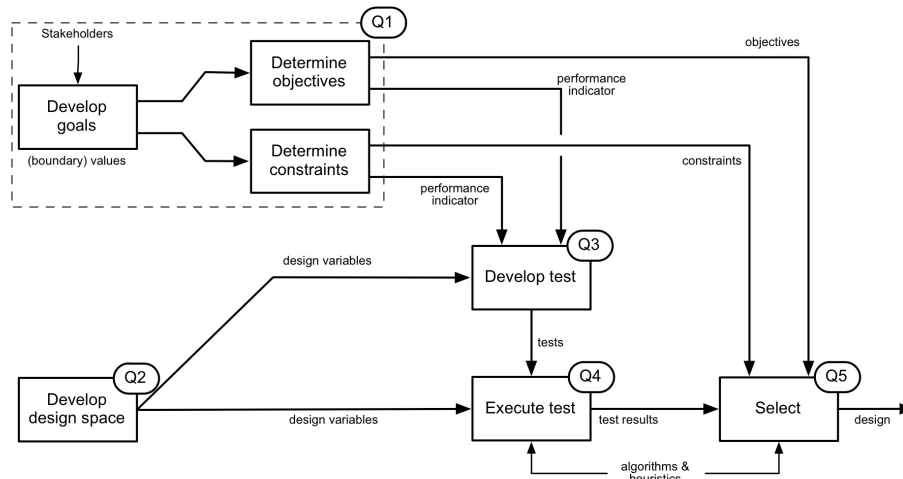 Q1
Stakeholders
objectives
Determine
objectives
performance
indicator
Develop
goals
(boundary) values
Determine
constraints
constraints
performance
indicator
Q3
design variables
Develop test
tests
Q2
Q4
Q5
Develop
design space
Execute test
Select
design variables
test results
design
algorithms &
heuristics